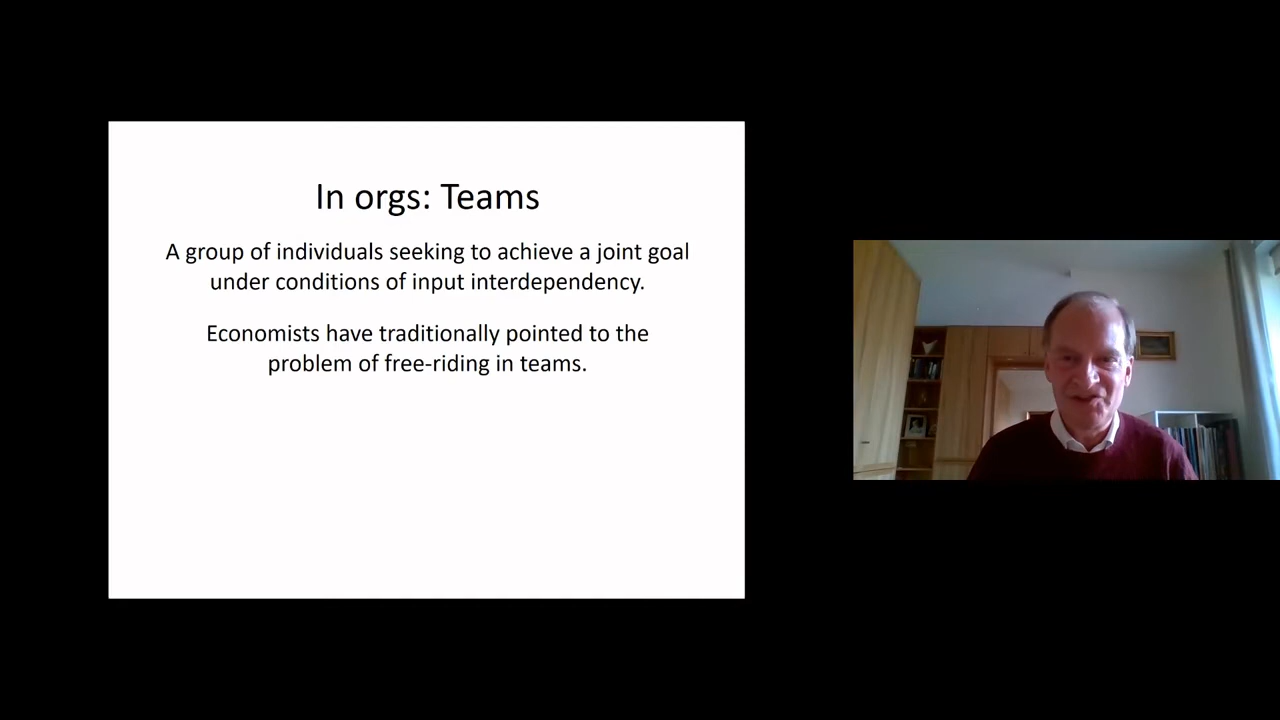 In orgs: Teams
A group of individuals seeking to achieve a joint goal
under conditions of input interdependency.
Economists have traditionally pointed to the
problem of free-riding in teams.